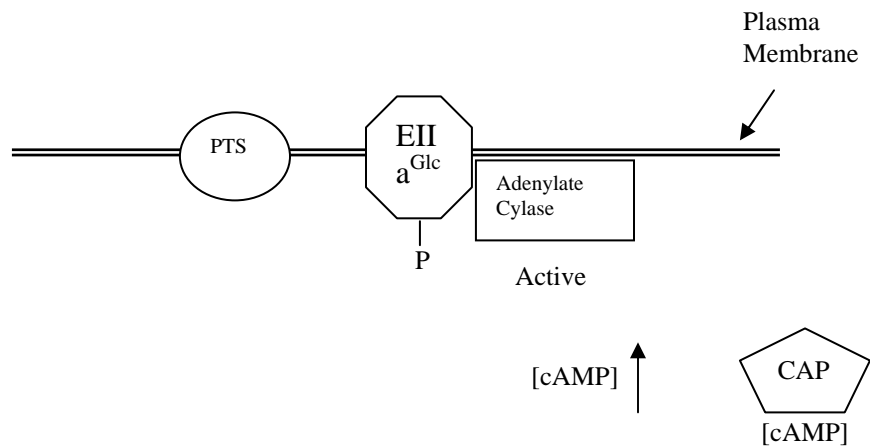 Plasma
Membrane
PTS
EII
a^Glc
Adenylate
Cylase
P
Active
[cAMP]
CAP
[cAMP]